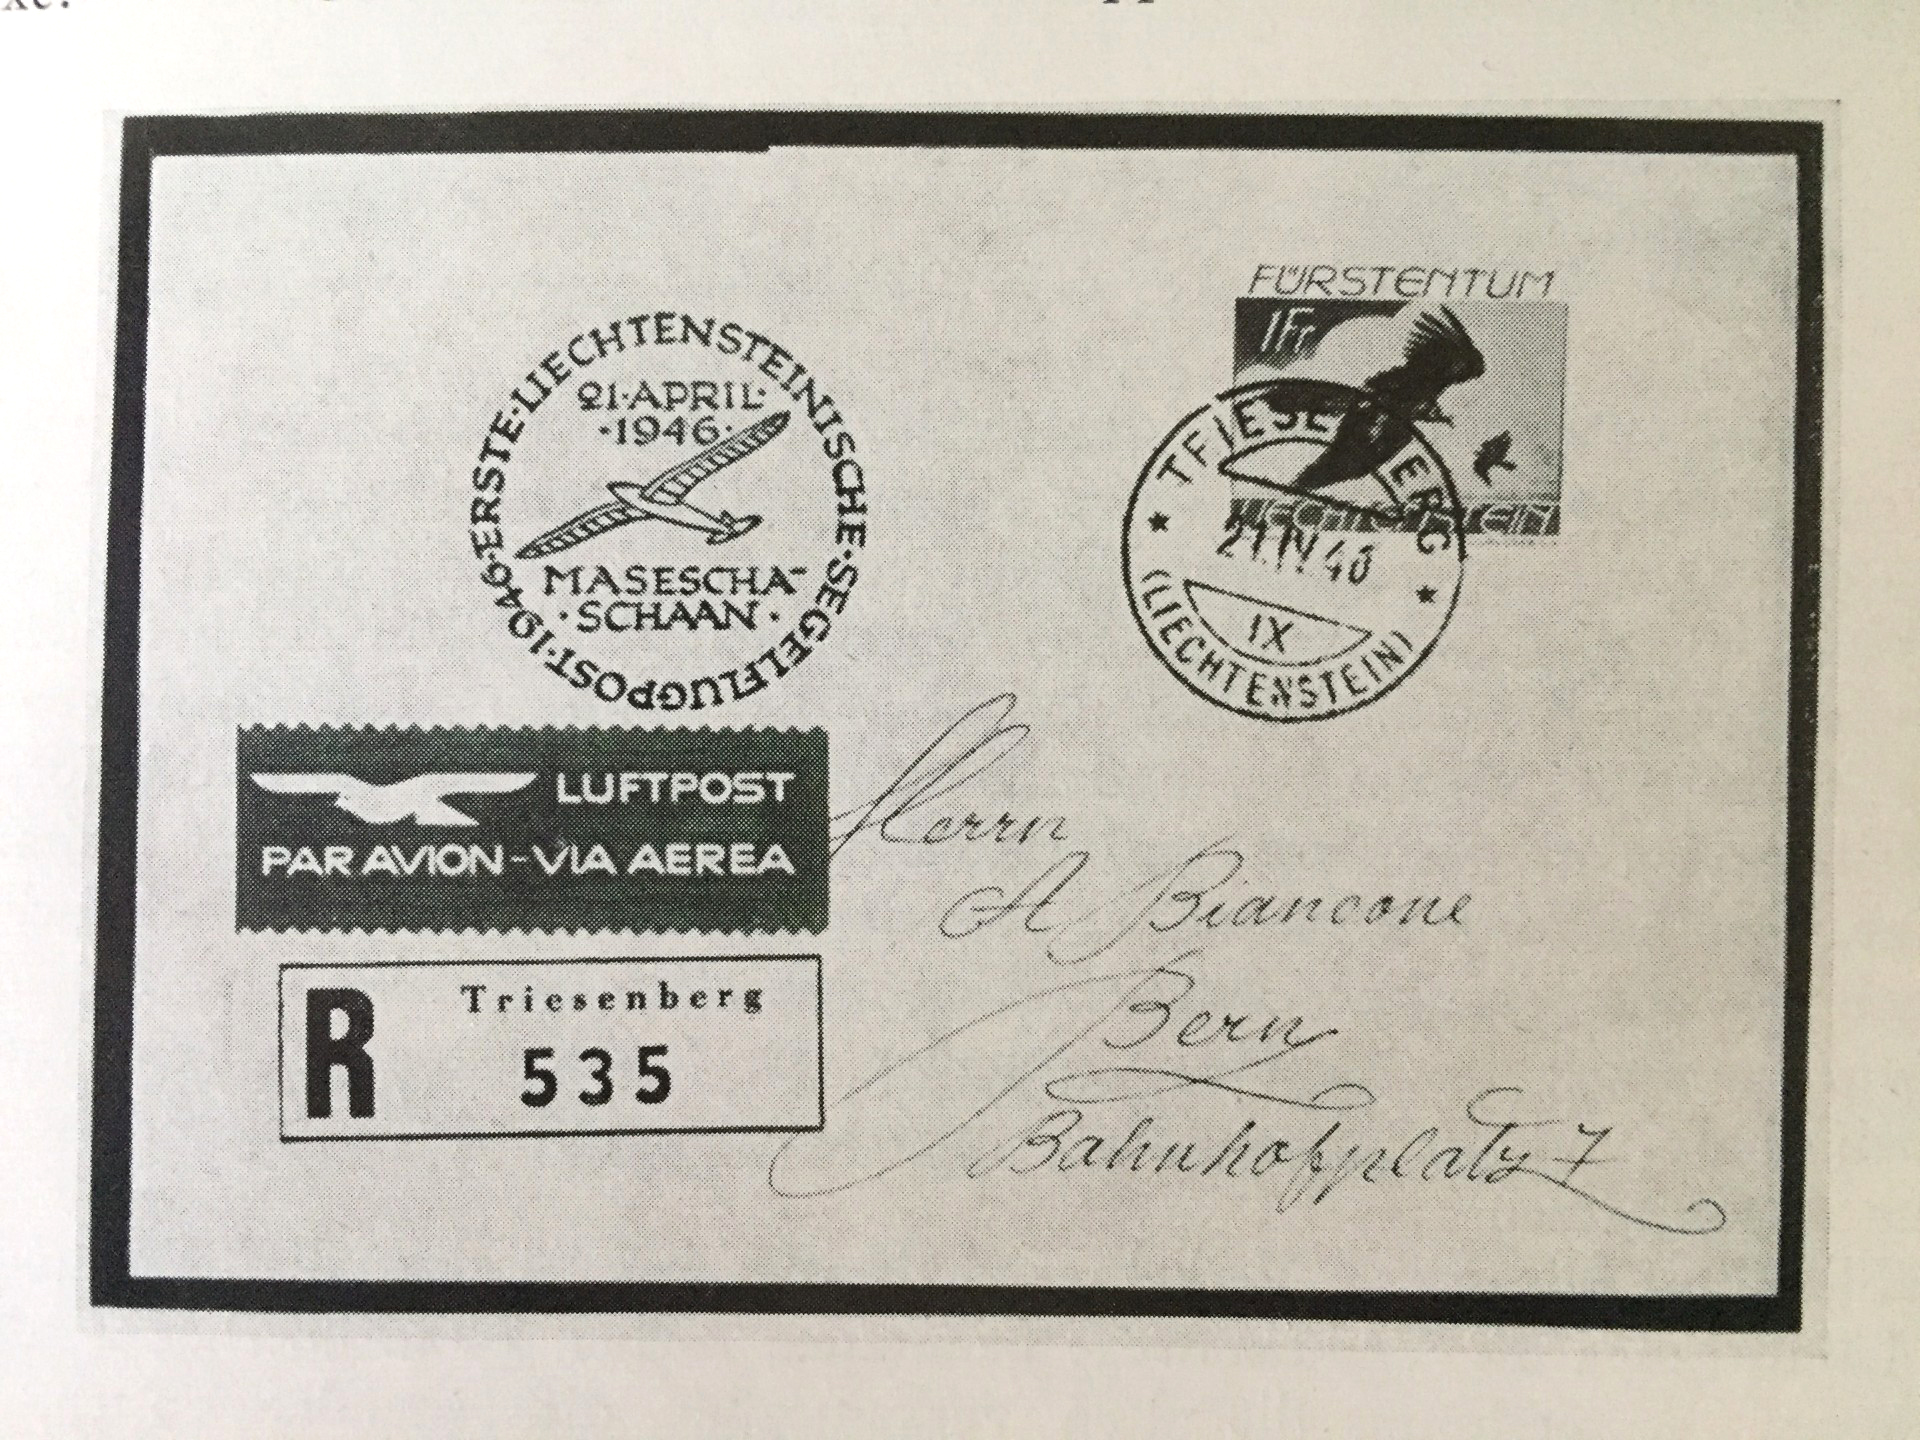 ERSTE·LIECHTENSTEINISCHE·SEGELFLUGPOST·1946·
21·APRIL·
·1946·
MASESCHA-
·SCHAAN·
FÜRSTENTUM
1Fr
LIECHTENSTEIN
TRIESENBERG
21.IV.46
IX
(LIECHTENSTEIN)
LUFTPOST
PAR AVION-VIA AEREA
R
Triesenberg
535
Herrn
A Biancone
Bern
Bahnhofplatz 7